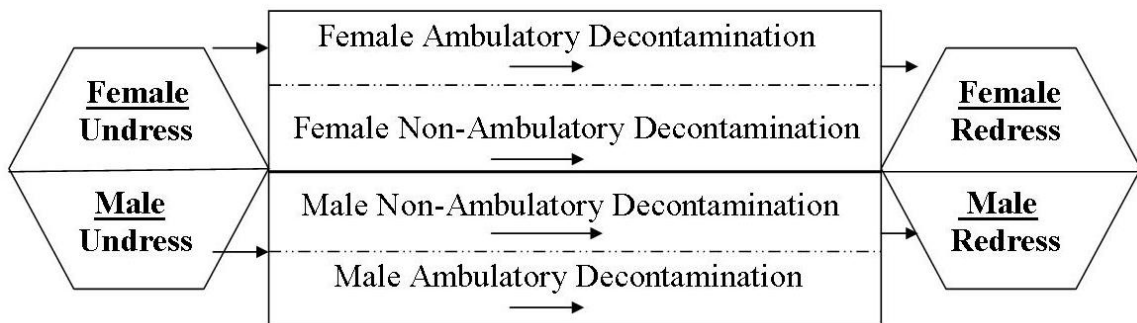 Female
Undress
Male
Undress
Female Ambulatory Decontamination
Female Non-Ambulatory Decontamination
Male Non-Ambulatory Decontamination
Male Ambulatory Decontamination
Female
Redress
Male
Redress